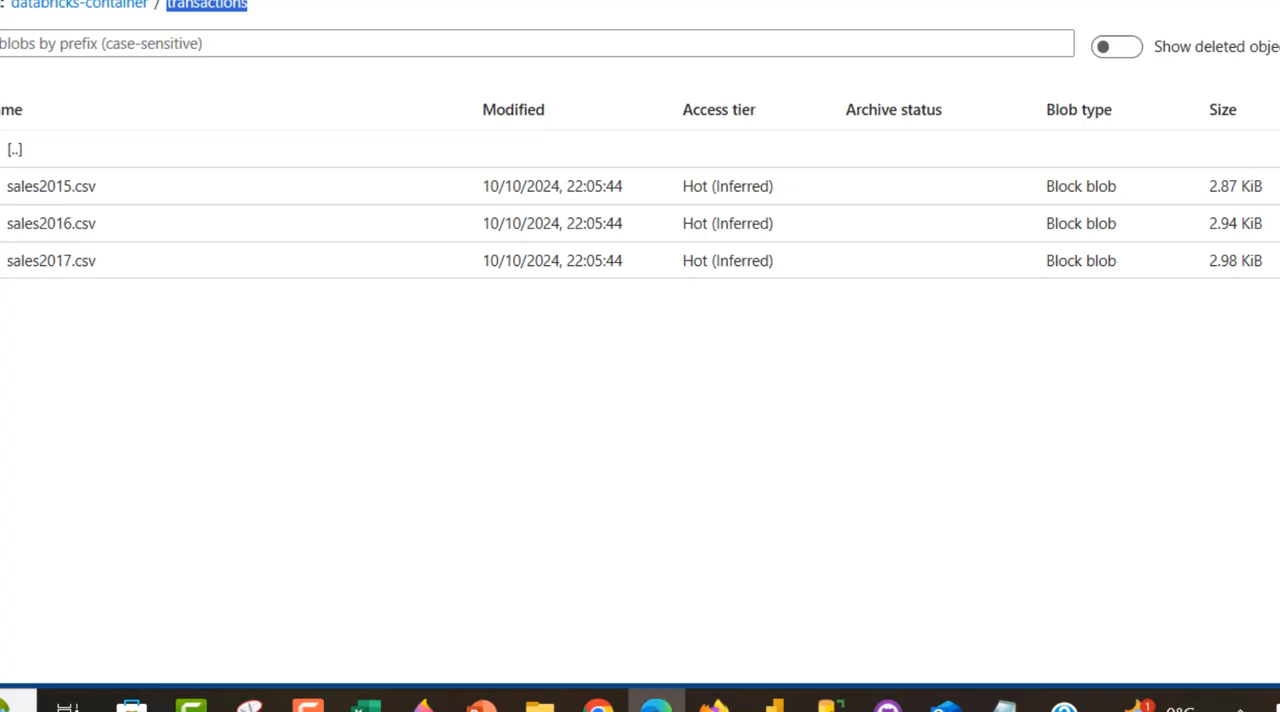 : databricks-container / transactions
blobs by prefix (case-sensitive)
Show deleted obje
me Modified Access tier Archive status Blob type Size
[..]
sales2015.csv 10/10/2024, 22:05:44 Hot (Inferred) Block blob 2.87 KiB
sales2016.csv 10/10/2024, 22:05:44 Hot (Inferred) Block blob 2.94 KiB
sales2017.csv 10/10/2024, 22:05:44 Hot (Inferred) Block blob 2.98 KiB
1